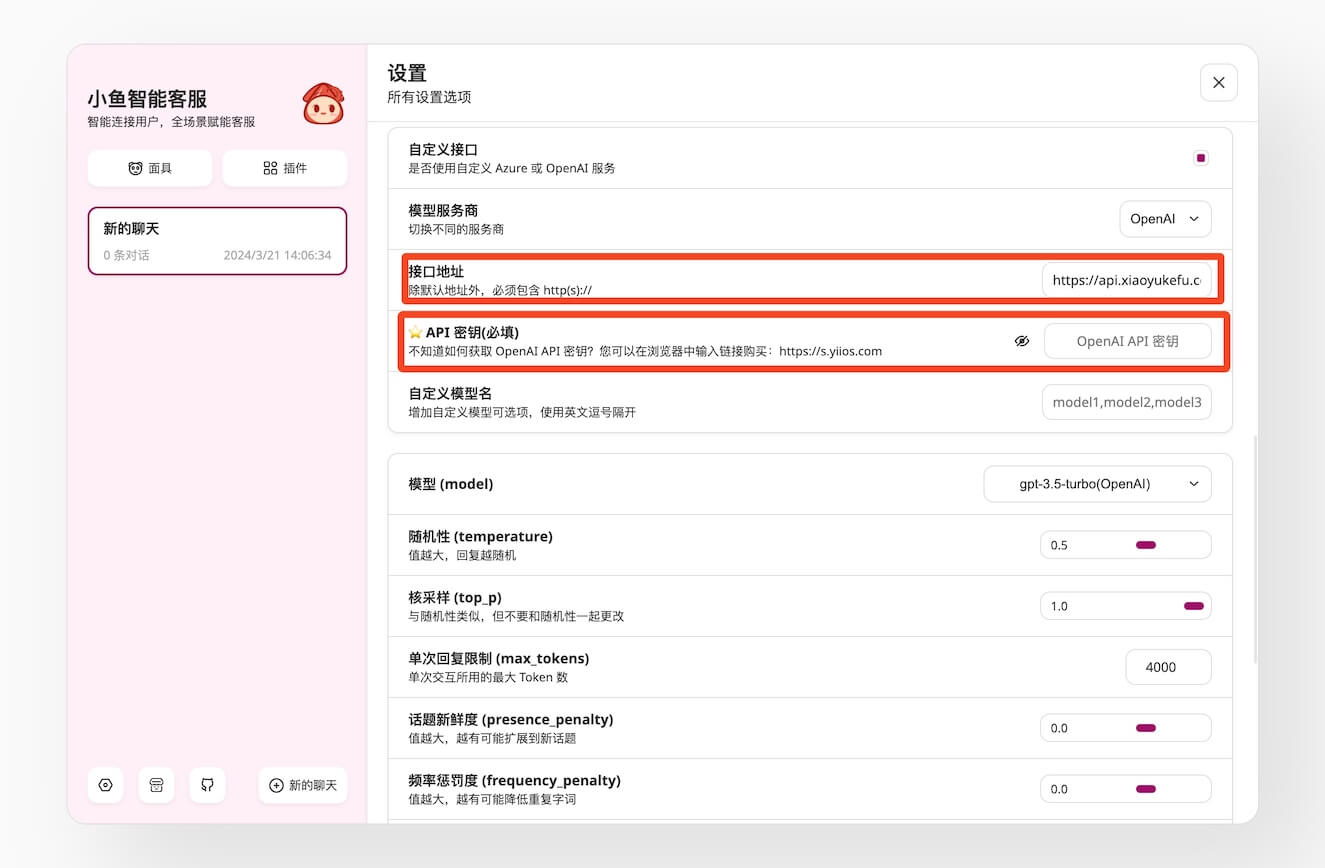 小鱼智能客服
智能连接用户，全场景赋能客服
面具
插件
新的聊天
0 条对话
2024/3/21 14:06:34
新的聊天
设置
所有设置选项
自定义接口
是否使用自定义 Azure 或 OpenAI 服务
模型服务商
切换不同的服务商
OpenAI
接口地址
除默认地址外，必须包含 http(s)://
https://api.xiaoyukefu.c
⭐ API 密钥(必填)
不知道如何获取 OpenAI API 密钥？您可以在浏览器中输入链接购买：https://s.yiios.com
OpenAI API 密钥
自定义模型名
增加自定义模型可选项，使用英文逗号隔开
model1,model2,model3
模型 (model)
gpt-3.5-turbo(OpenAI)
随机性 (temperature)
值越大，回复越随机
0.5
核采样 (top_p)
与随机性类似，但不要和随机性一起更改
1.0
单次回复限制 (max_tokens)
单次交互所用的最大 Token 数
4000
话题新鲜度 (presence_penalty)
值越大，越有可能扩展到新话题
0.0
频率惩罚度 (frequency_penalty)
值越大，越有可能降低重复字词
0.0